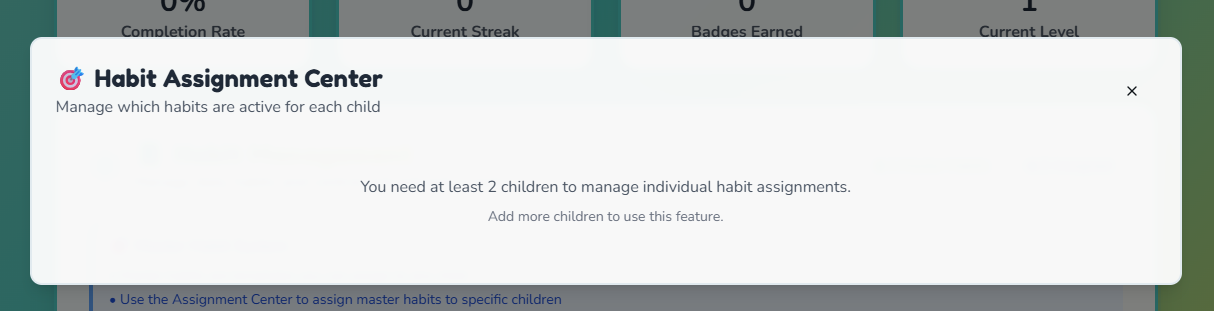 0%
0
0
1
Completion Rate
Current Streak
Badges Earned
Current Level
Habit Assignment Center
Manage which habits are active for each child
You need at least 2 children to manage individual habit assignments.
Add more children to use this feature.
• Use the Assignment Center to assign master habits to specific children